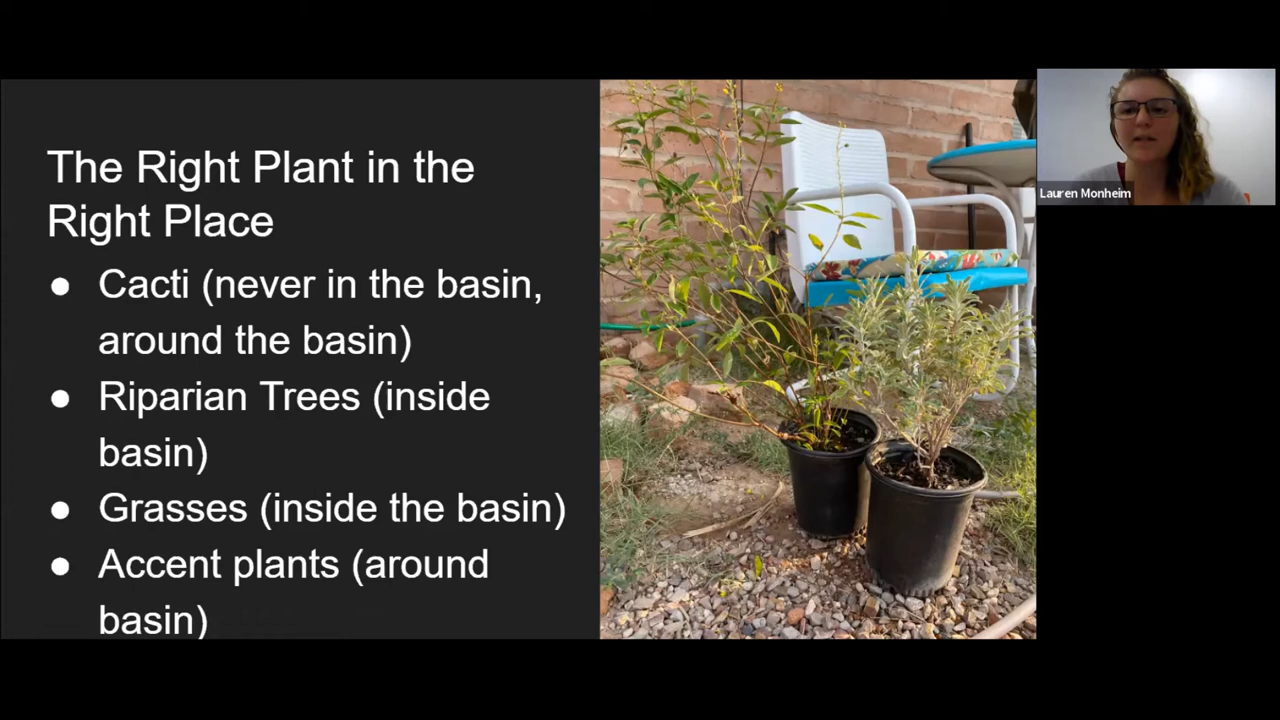 The Right Plant in the
Right Place
● Cacti (never in the basin,
around the basin)
● Riparian Trees (inside
basin)
● Grasses (inside the basin)
● Accent plants (around
basin)
Lauren Monheim